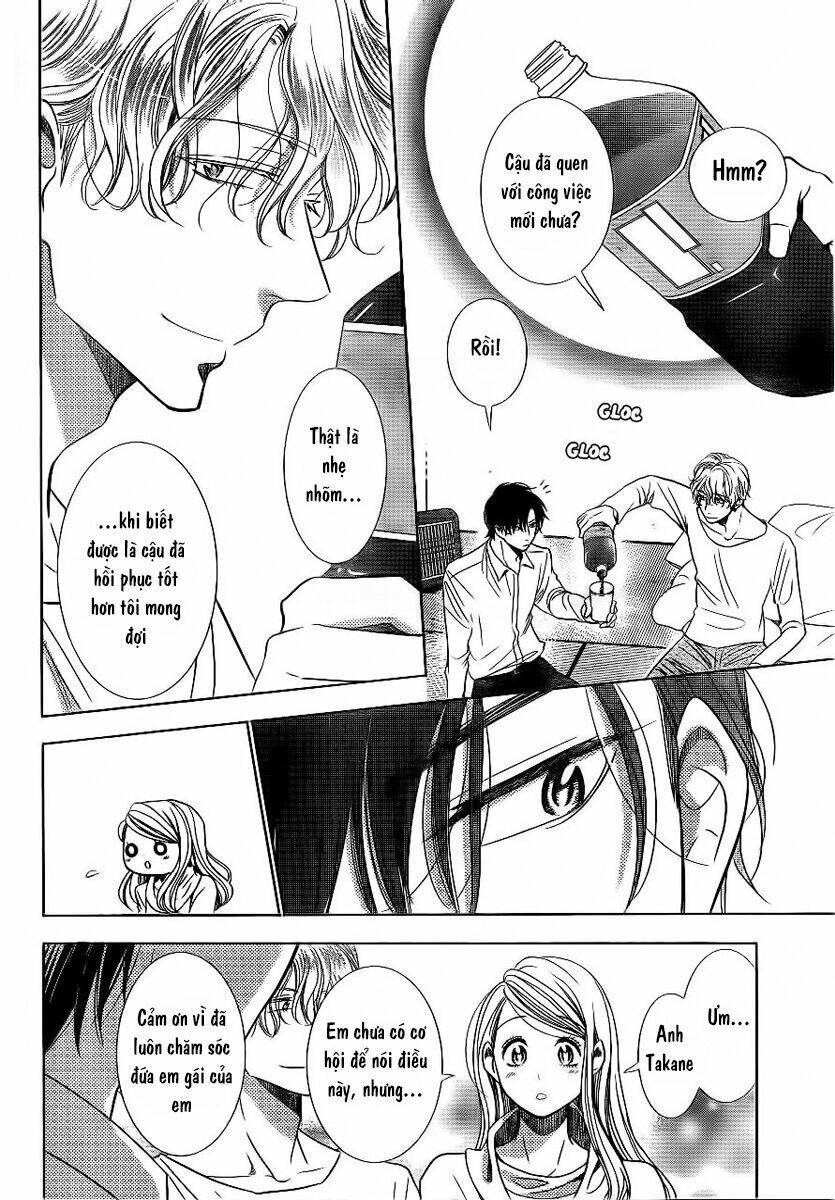 Hmm?
Cậu đã quen
với công việc
mới chưa?
Rồi!
GLOC
GLOC
Thật là
nhẹ
nhõm...
...khi biết
được là cậu đã
hồi phục tốt
hơn tôi mong
đợi
Ưm...
Anh
Takane
Em chưa có cơ
hội để nói điều
này, nhưng...
Cảm ơn vì đã
luôn chăm sóc
đứa em gái của
em